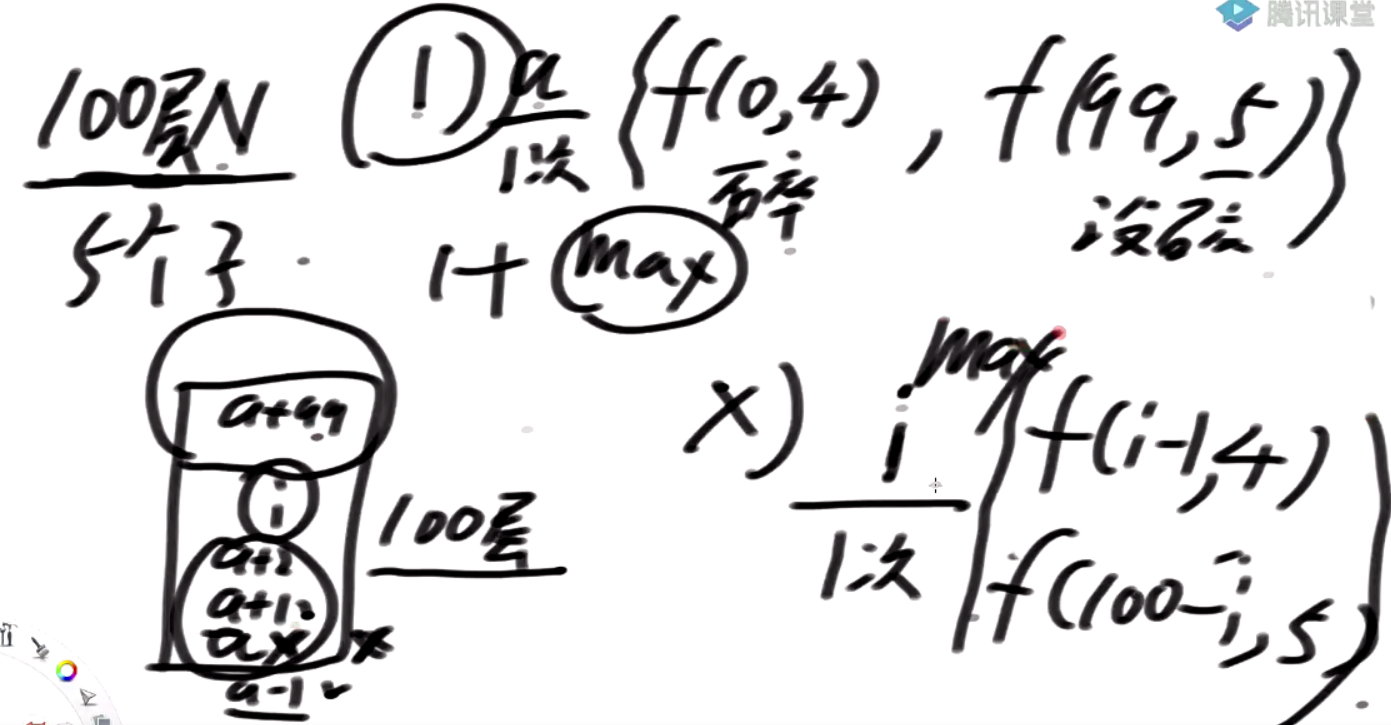 腾讯课堂
100层N
5个子
1) a {f(0,4), f(99,5)}
1次 碎 没碎
1+ max
a+99
i
a+2
a+1
a x x
a-1
100层
x) i max
1次
f(i-1,4)
f(100-i,5)